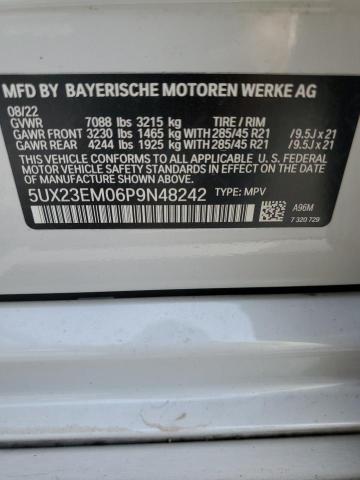 MFD BY BAYERISCHE MOTOREN WERKE AG
08/22
GVWR 7088 lbs 3215 kg TIRE / RIM
GAWR FRONT 3230 lbs 1465 kg WITH 285/45 R21 /9.5J x 21
GAWR REAR 4244 lbs 1925 kg WITH 285/45 R21 /9.5J x 21
THIS VEHICLE CONFORMS TO ALL APPLICABLE U. S. FEDERAL
MOTOR VEHICLE SAFETY STANDARDS IN EFFECT ON THE DATE
OF MANUFACTURE SHOWN ABOVE.
5UX23EM06P9N48242 TYPE: MPV
A96M
7 320 729